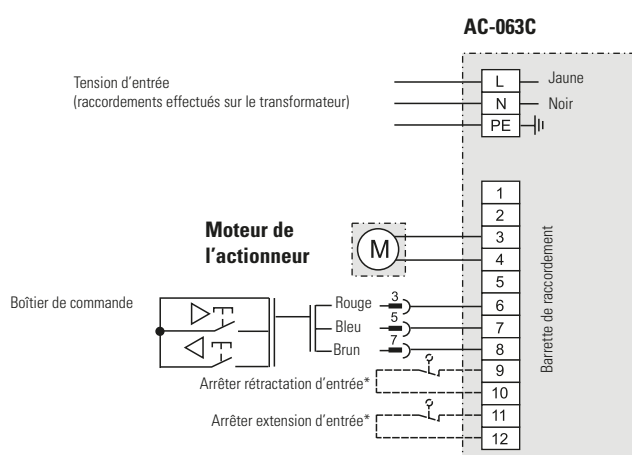 AC-063C
Tension d’entrée
(raccordements effectués sur le transformateur)
L
Jaune
N
Noir
PE
1
2
Moteur de
l’actionneur
M
3
4
5
Barrette de raccordement
Boîtier de commande
Rouge
3
6
Bleu
5
7
Brun
7
8
Arrêter rétractation d’entrée*
9
10
Arrêter extension d’entrée*
11
12